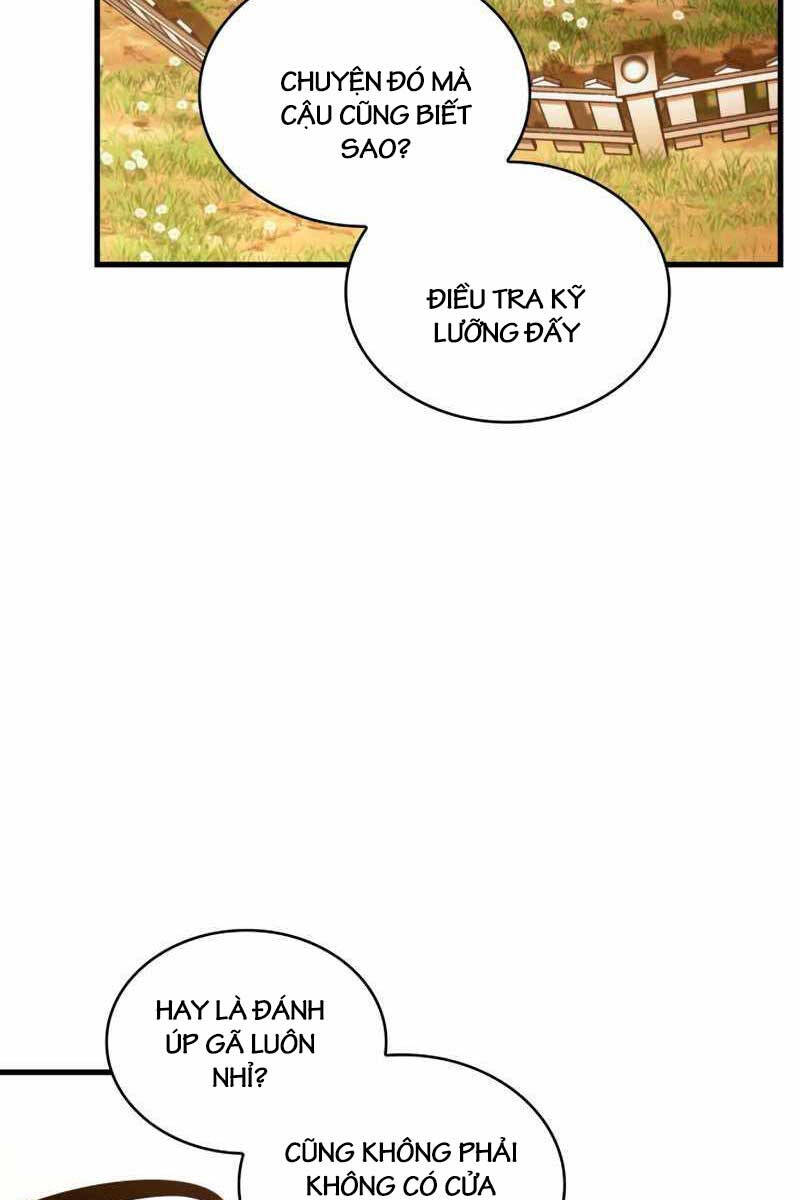 CHUYỆN ĐÓ MÀ
CẬU CŨNG BIẾT
SAO?
ĐIỀU TRA KỸ
LƯỠNG ĐẤY
HAY LÀ ĐÁNH
ÚP GÃ LUÔN
NHỈ?
CŨNG KHÔNG PHẢI
KHÔNG CÓ CỬA